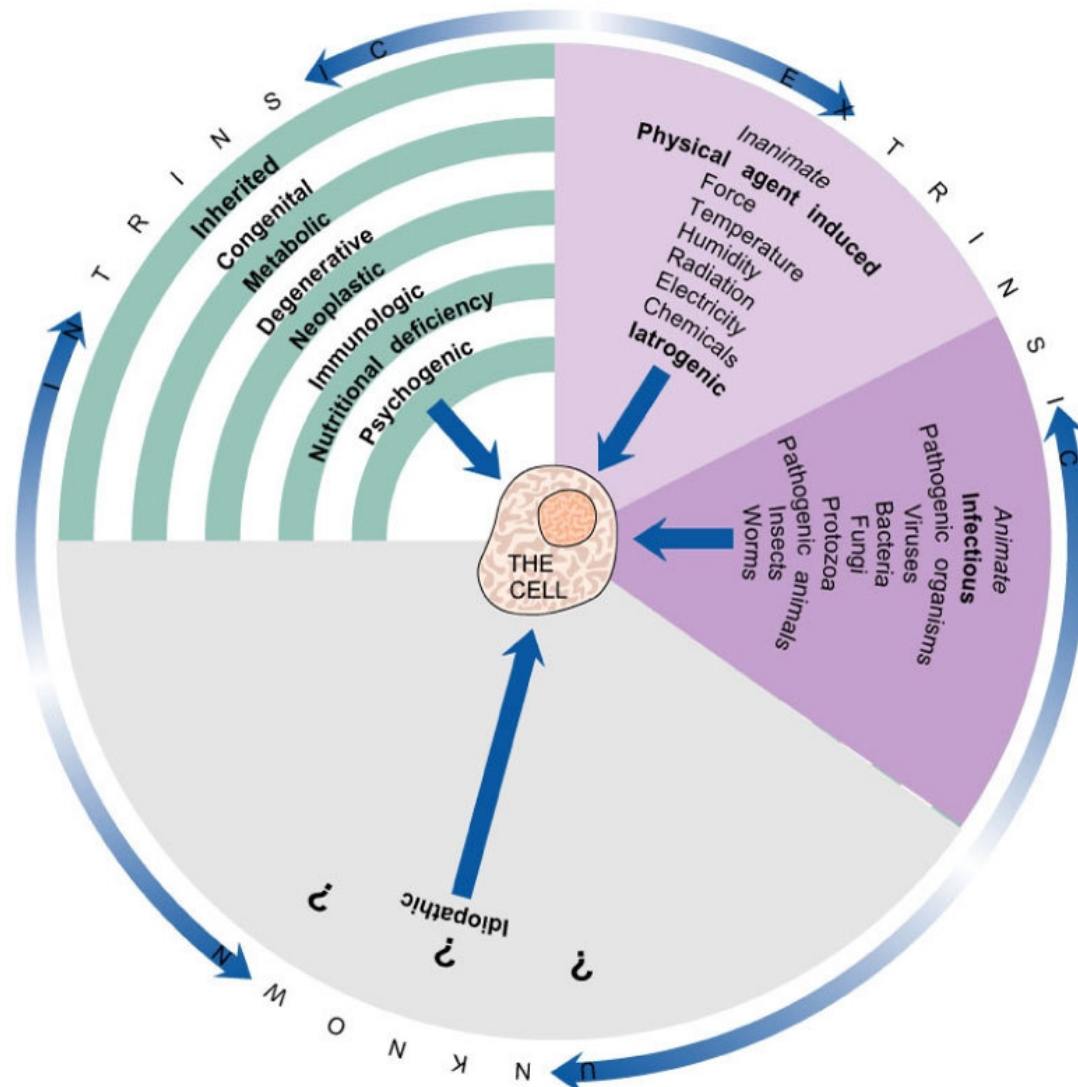 INTRINSIC
Inherited
Congenital
Metabolic
Degenerative
Neoplastic
Immunologic
Nutritional deficiency
Psychogenic
EXTRINSIC
Inanimate
Physical agent induced
Force
Temperature
Humidity
Radiation
Electricity
Chemicals
Iatrogenic
Animate
Infectious
Pathogenic organisms
Viruses
Bacteria
Fungi
Protozoa
Pathogenic animals
Insects
Worms
THE
CELL
Idiopathic
? ? ?
UNKNOWN